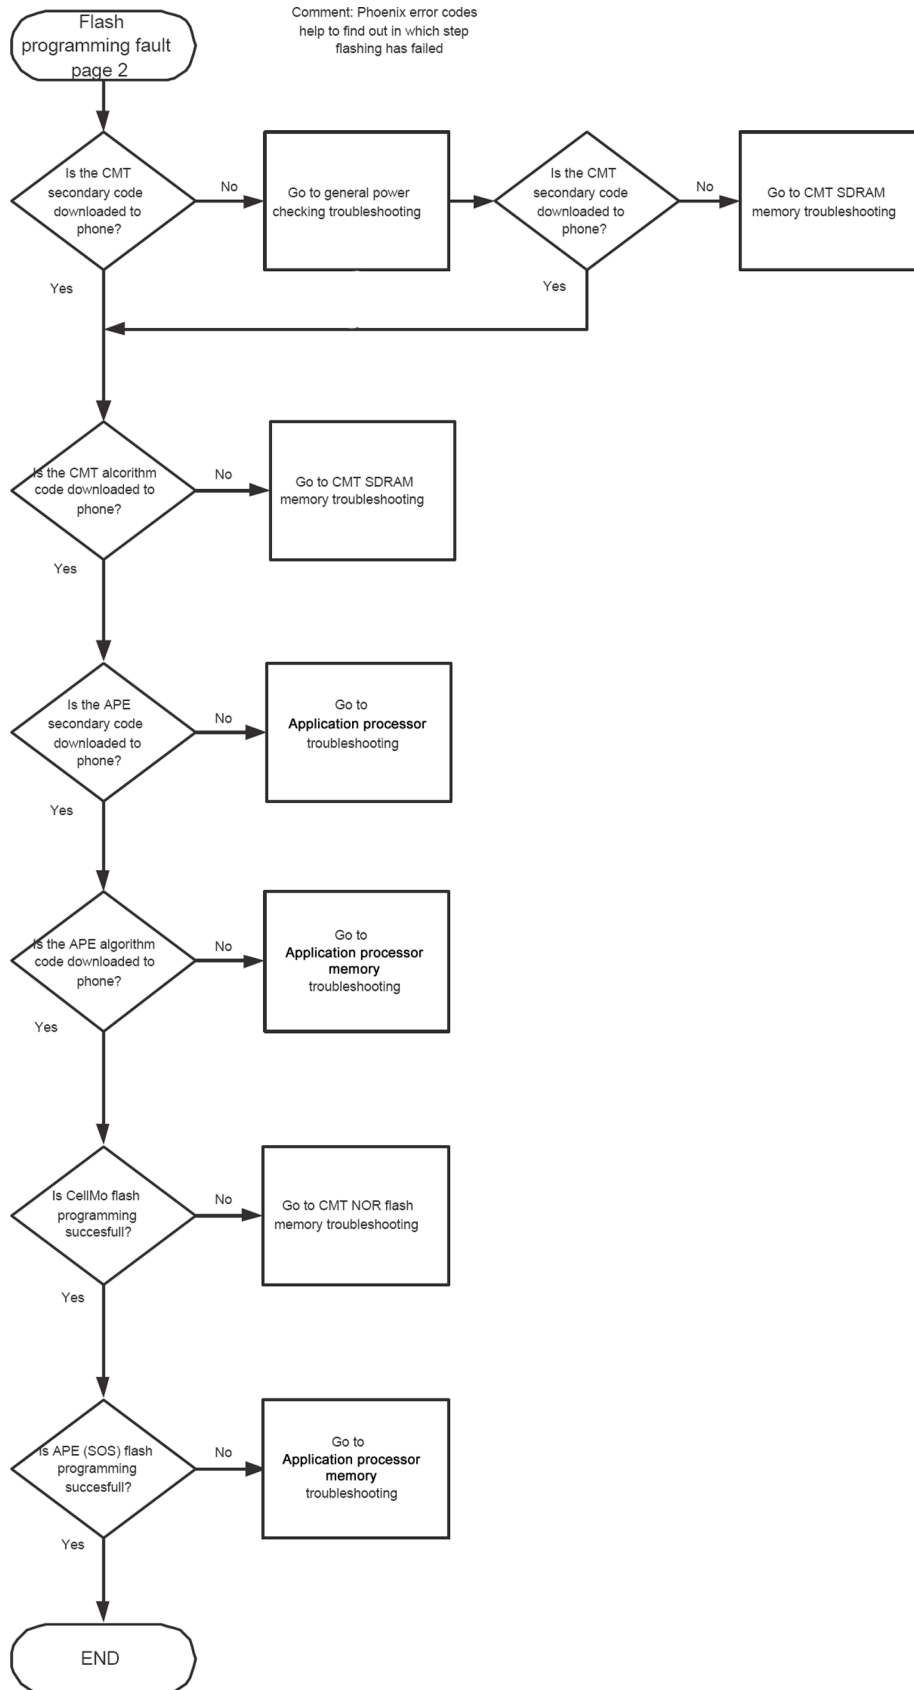 Flash
programming fault
page 2
Comment: Phoenix error codes
help to find out in which step
flashing has failed
Is the CMT
secondary code
downloaded to
phone?
No
Go to general power
checking troubleshooting
Is the CMT
secondary code
downloaded to
phone?
No
Go to CMT SDRAM
memory troubleshooting
Yes
Yes
Is the CMT alcorithm
code downloaded to
phone?
No
Go to CMT SDRAM
memory troubleshooting
Yes
Is the APE
secondary code
downloaded to
phone?
No
Go to
Application processor
troubleshooting
Yes
Is the APE algorithm
code downloaded to
phone?
No
Go to
Application processor
memory
troubleshooting
Yes
Is CellMo flash
programming
succesfull?
No
Go to CMT NOR flash
memory troubleshooting
Yes
Is APE (SOS) flash
programming
succesfull?
No
Go to
Application processor
memory
troubleshooting
Yes
END